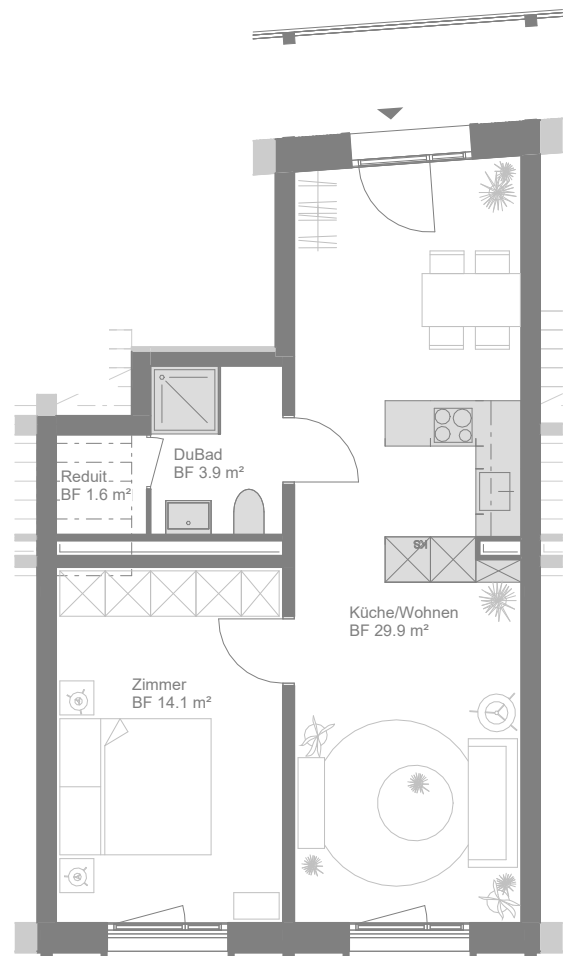 DuBad
BF 3.9 m²
Reduit
BF 1.6 m²
KS
Küche/Wohnen
BF 29.9 m²
Zimmer
BF 14.1 m²